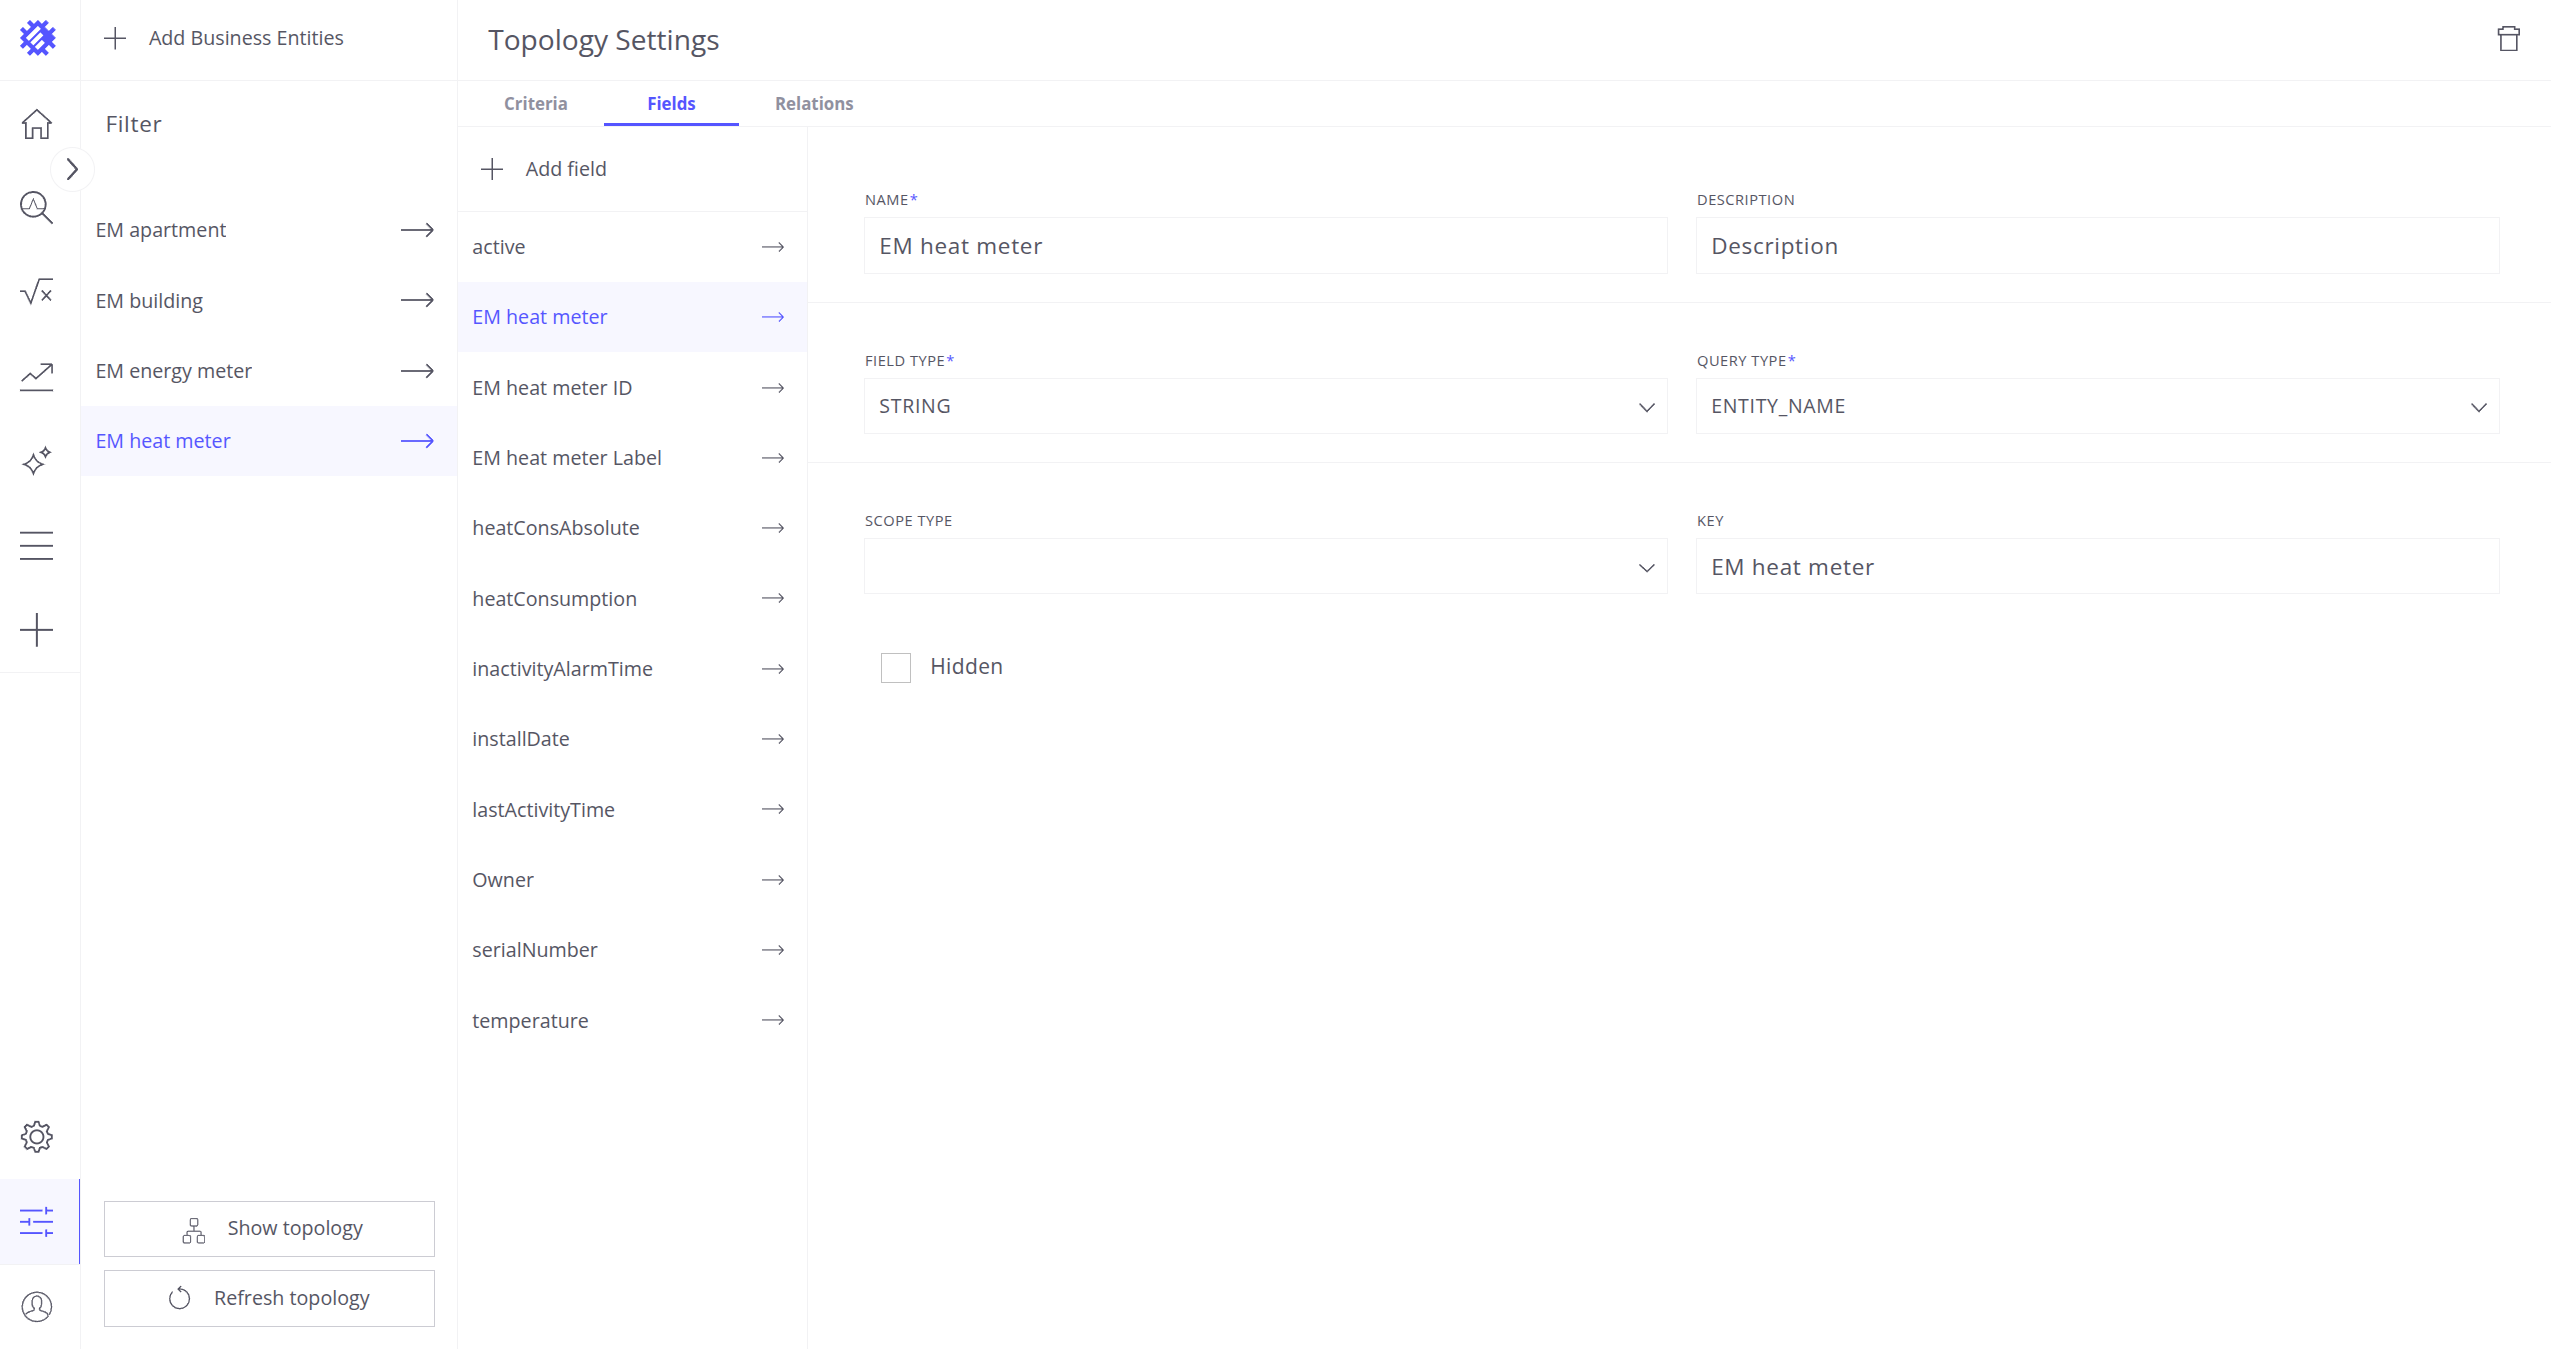 Add Business Entities
Topology Settings
Filter
EM apartment
EM building
EM energy meter
EM heat meter
Show topology
Refresh topology
Criteria
Fields
Relations
Add field
active
EM heat meter
EM heat meter ID
EM heat meter Label
heatConsAbsolute
heatConsumption
inactivityAlarmTime
installDate
lastActivityTime
Owner
serialNumber
temperature
NAME*
EM heat meter
DESCRIPTION
Description
FIELD TYPE*
STRING
QUERY TYPE*
ENTITY_NAME
SCOPE TYPE
KEY
EM heat meter
Hidden